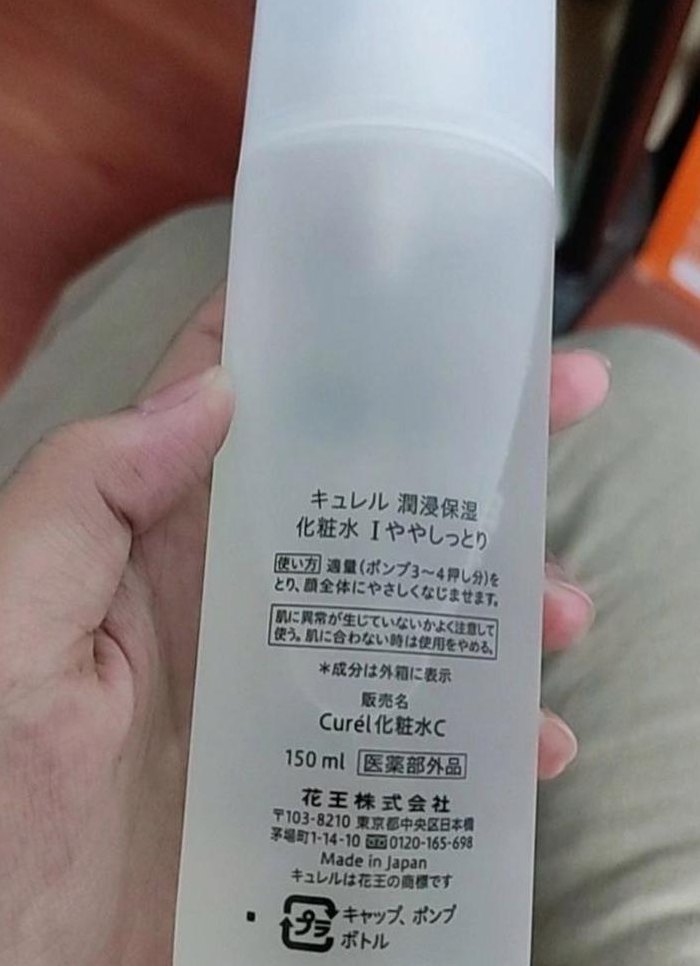 キュレル 潤浸保湿
化粧水 I ややしっとり
使い方 適量(ポンプ3〜4押し分)を
とり、顔全体にやさしくなじませます。
肌に異常が生じていないかよく注意して
使う。肌に合わない時は使用をやめる。
*成分は外箱に表示
販売名
Curél化粧水C
150 ml 医薬部外品
花王株式会社
〒103-8210 東京都中央区日本橋
茅場町1-14-10 0120-165-698
Made in Japan
キュレルは花王の商標です
プラ キャップ、ポンプ
ボトル